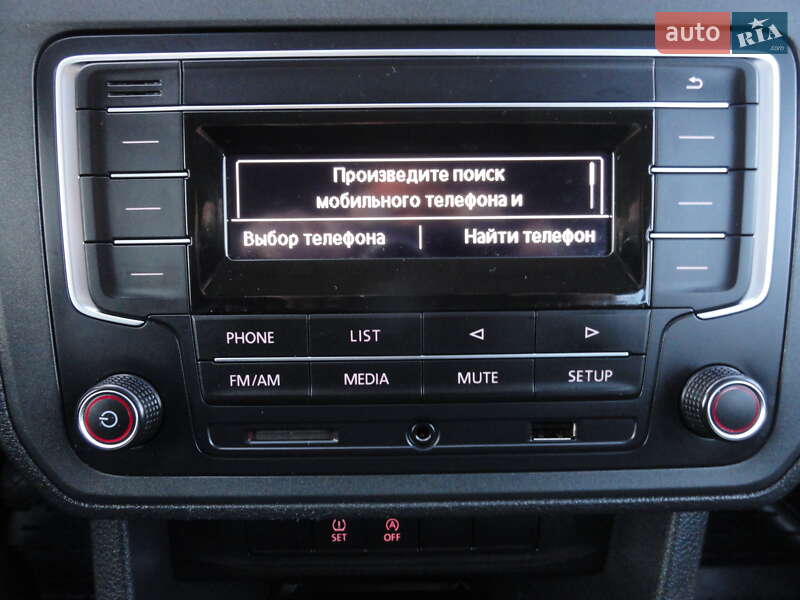 auto RIA .com
Произведите поиск
мобильного телефона и
Выбор телефона | Найти телефон
PHONE LIST
FM/AM MEDIA MUTE SETUP
SET OFF